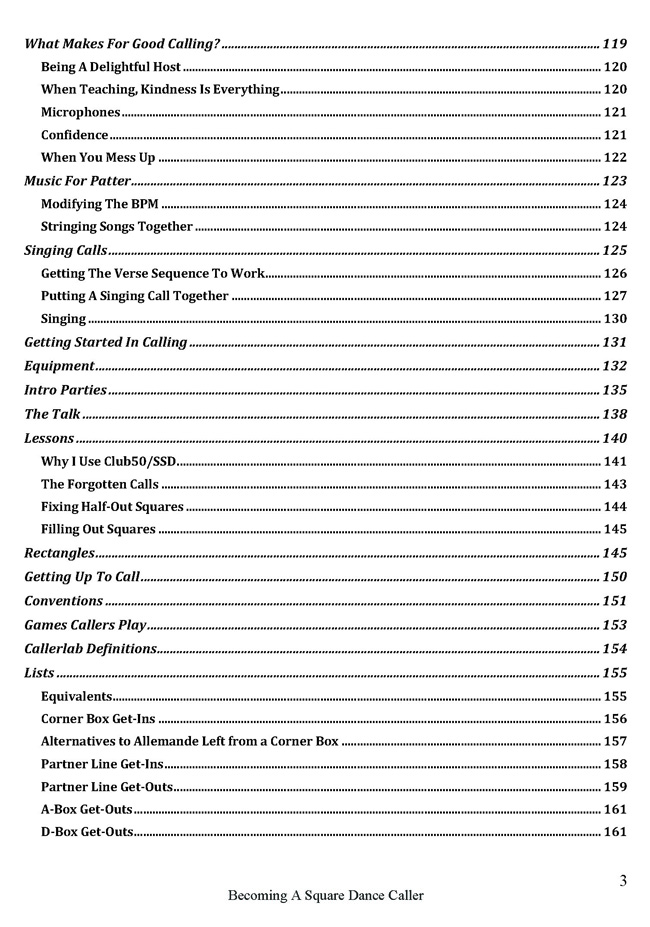 What Makes For Good Calling? ........ 119
Being A Delightful Host ........ 120
When Teaching, Kindness Is Everything ........ 120
Microphones ........ 121
Confidence ........ 121
When You Mess Up ........ 122
Music For Patter ........ 123
Modifying The BPM ........ 124
Stringing Songs Together ........ 124
Singing Calls ........ 125
Getting The Verse Sequence To Work ........ 126
Putting A Singing Call Together ........ 127
Singing ........ 130
Getting Started In Calling ........ 131
Equipment ........ 132
Intro Parties ........ 135
The Talk ........ 138
Lessons ........ 140
Why I Use Club50/SSD ........ 141
The Forgotten Calls ........ 143
Fixing Half-Out Squares ........ 144
Filling Out Squares ........ 145
Rectangles ........ 145
Getting Up To Call ........ 150
Conventions ........ 151
Games Callers Play ........ 153
Callerlab Definitions ........ 154
Lists ........ 155
Equivalents ........ 155
Corner Box Get-Ins ........ 156
Alternatives to Allemande Left from a Corner Box ........ 157
Partner Line Get-Ins ........ 158
Partner Line Get-Outs ........ 159
A-Box Get-Outs ........ 161
D-Box Get-Outs ........ 161
3
Becoming A Square Dance Caller